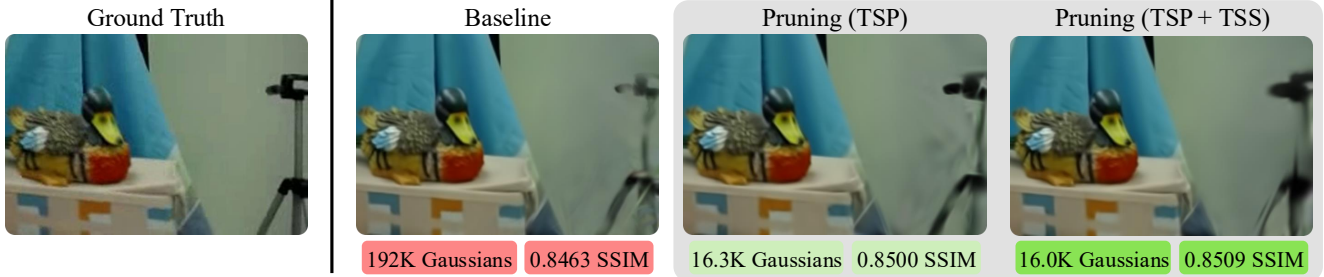 Ground Truth
Baseline
Pruning (TSP)
Pruning (TSP + TSS)
192K Gaussians
0.8463 SSIM
16.3K Gaussians
0.8500 SSIM
16.0K Gaussians
0.8509 SSIM